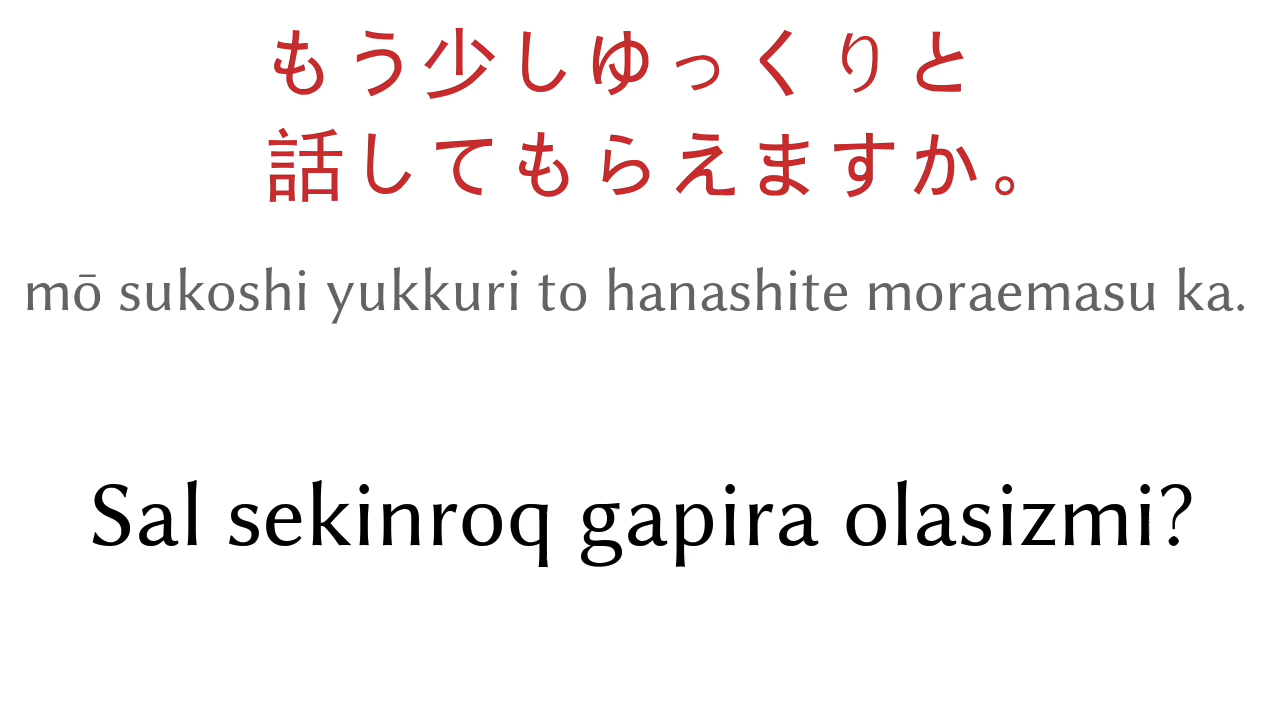 もう少しゆっくりと
話してもらえますか。
mō sukoshi yukkuri to hanashite moraemasu ka.
Sal sekinroq gapira olasizmi?